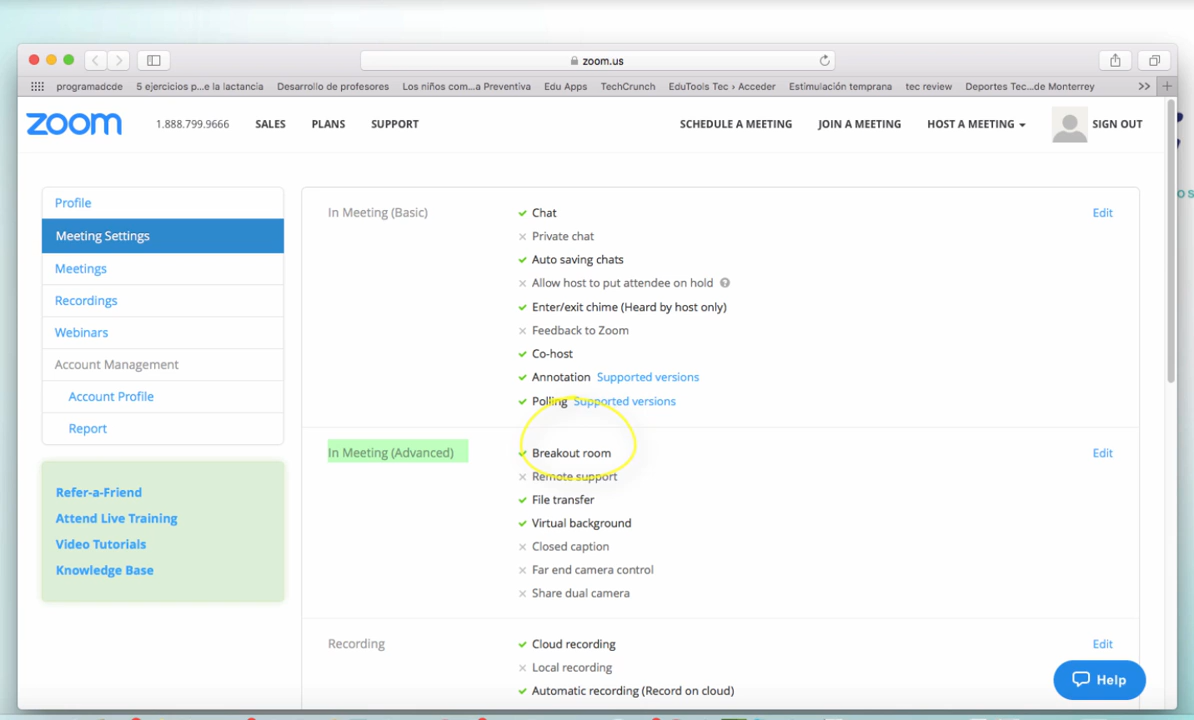 zoom.us
programadcde 5 ejercicios p...e la lactancia Desarrollo de profesores Los niños com...a Preventiva Edu Apps TechCrunch EduTools Tec › Acceder Estimulación temprana tec review Deportes Tec...de Monterrey >> +
zoom 1.888.799.9666 SALES PLANS SUPPORT SCHEDULE A MEETING JOIN A MEETING HOST A MEETING SIGN OUT
Profile
Meeting Settings
Meetings
Recordings
Webinars
Account Management
Account Profile
Report
Refer-a-Friend
Attend Live Training
Video Tutorials
Knowledge Base
In Meeting (Basic)
Chat
Edit
Private chat
Auto saving chats
Allow host to put attendee on hold ?
Enter/exit chime (Heard by host only)
Feedback to Zoom
Co-host
Annotation Supported versions
Polling Supported versions
In Meeting (Advanced)
Breakout room
Edit
Remote support
File transfer
Virtual background
Closed caption
Far end camera control
Share dual camera
Recording
Cloud recording
Edit
Local recording
Automatic recording (Record on cloud)
Help